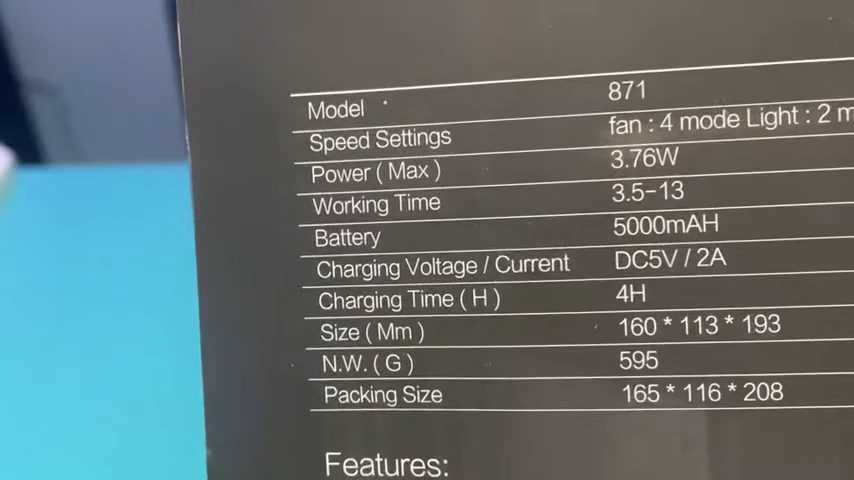 Model 871
Speed Settings fan : 4 mode Light : 2 m
Power ( Max ) 3.76W
Working Time 3.5-13
Battery 5000mAH
Charging Voltage / Current DC5V / 2A
Charging Time ( H ) 4H
Size ( Mm ) 160 * 113 * 193
N.W. ( G ) 595
Packing Size 165 * 116 * 208
Features: